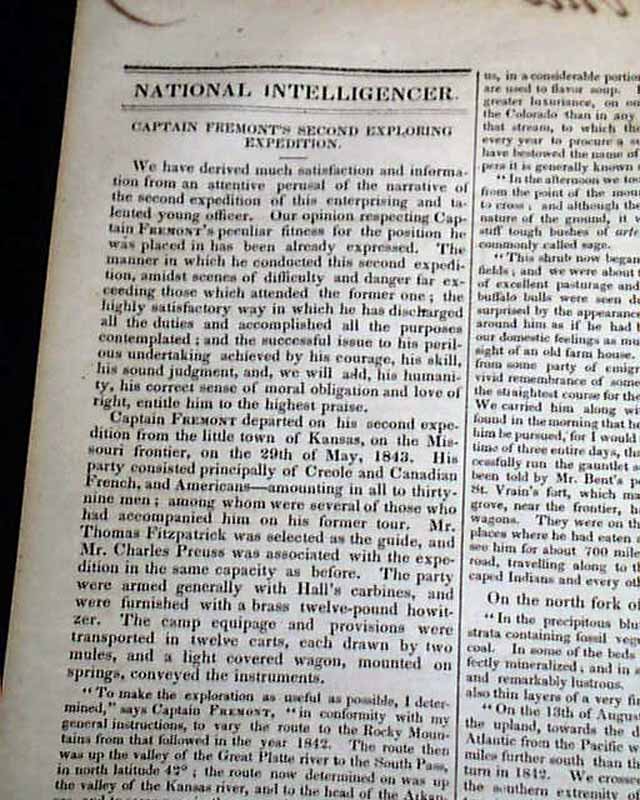 NATIONAL INTELLIGENCER.
CAPTAIN FREMONT'S SECOND EXPLORING
EXPEDITION.
We have derived much satisfaction and informa-
tion from an attentive perusal of the narrative of
the second expedition of this enterprising and ta-
lented young officer. Our opinion respecting Cap-
tain FREMONT'S peculiar fitness for the position he
was placed in has been already expressed. The
manner in which he conducted this second expedi-
tion, amidst scenes of difficulty and danger far ex-
ceeding those which attended the former one; the
highly satisfactory way in which he has discharged
all the duties and accomplished all the purposes
contemplated; and the successful issue to his peril-
ous undertaking achieved by his courage, his skill,
his sound judgment, and, we will add, his humani-
ty, his correct sense of moral obligation and love of
right, entitle him to the highest praise.
Captain FREMONT departed on his second expe-
dition from the little town of Kansas, on the Mis-
souri frontier, on the 29th of May, 1843. His
party consisted principally of Creole and Canadian
French, and Americans—amounting in all to thirty-
nine men; among whom were several of those who
had accompanied him on his former tour. Mr.
Thomas Fitzpatrick was selected as the guide, and
Mr. Charles Preuss was associated with the expe-
dition in the same capacity as before. The party
were armed generally with Hall's carbines, and
were furnished with a brass twelve-pound howit-
zer. The camp equipage and provisions were
transported in twelve carts, each drawn by two
mules, and a light covered wagon, mounted on
springs, conveyed the instruments.
"To make the exploration as useful as possible, I deter-
mined," says Captain FREMONT, "in conformity with my
general instructions, to vary the route to the Rocky Moun-
tains from that followed in the year 1842. The route then
was up the valley of the Great Platte river to the South Pass,
in north latitude 42°; the route now determined on was up
the valley of the Kansas river, and to the head of the Arkan-
us, in a considerable portion
are used to flavor soup.
greater luxuriance, on
the Colorado than in any
that stream, to which the
every year to procure a
have bestowed the name of
pers it is generally known
"In the afternoon we too
from the point of the
to cross; and although the
nature of the ground, it
stiff tough bushes of
commonly called sage.
"This shrub now began
fields; and we were about
of excellent pasturage and
buffalo bulls were seen
surprised by the appearance
around him as if he had
our domestic feelings as
sight of an old farm house.
from some party of
vivid remembrance of
the straightest course for the
We carried him along
found in the morning that he
him be pursued, for I would
time of three entire days,
cessfully run the gauntlet
been told by Mr. Bent's
St. Vrain's fort, which
grove, near the frontier,
wagons. They were on the
places where he had eaten
see him for about 700
road, travelling along to
caped Indians and every
On the north fork of
"In the precipitous
strata containing fossil
coal. In some of the beds
fectly mineralized, and in
and remarkably lustrous.
also thin layers of a very
"On the 13th of August
the upland, towards the
Atlantic from the Pacific
miles further south than
turn in 1842. We crossed
the southern extremity of